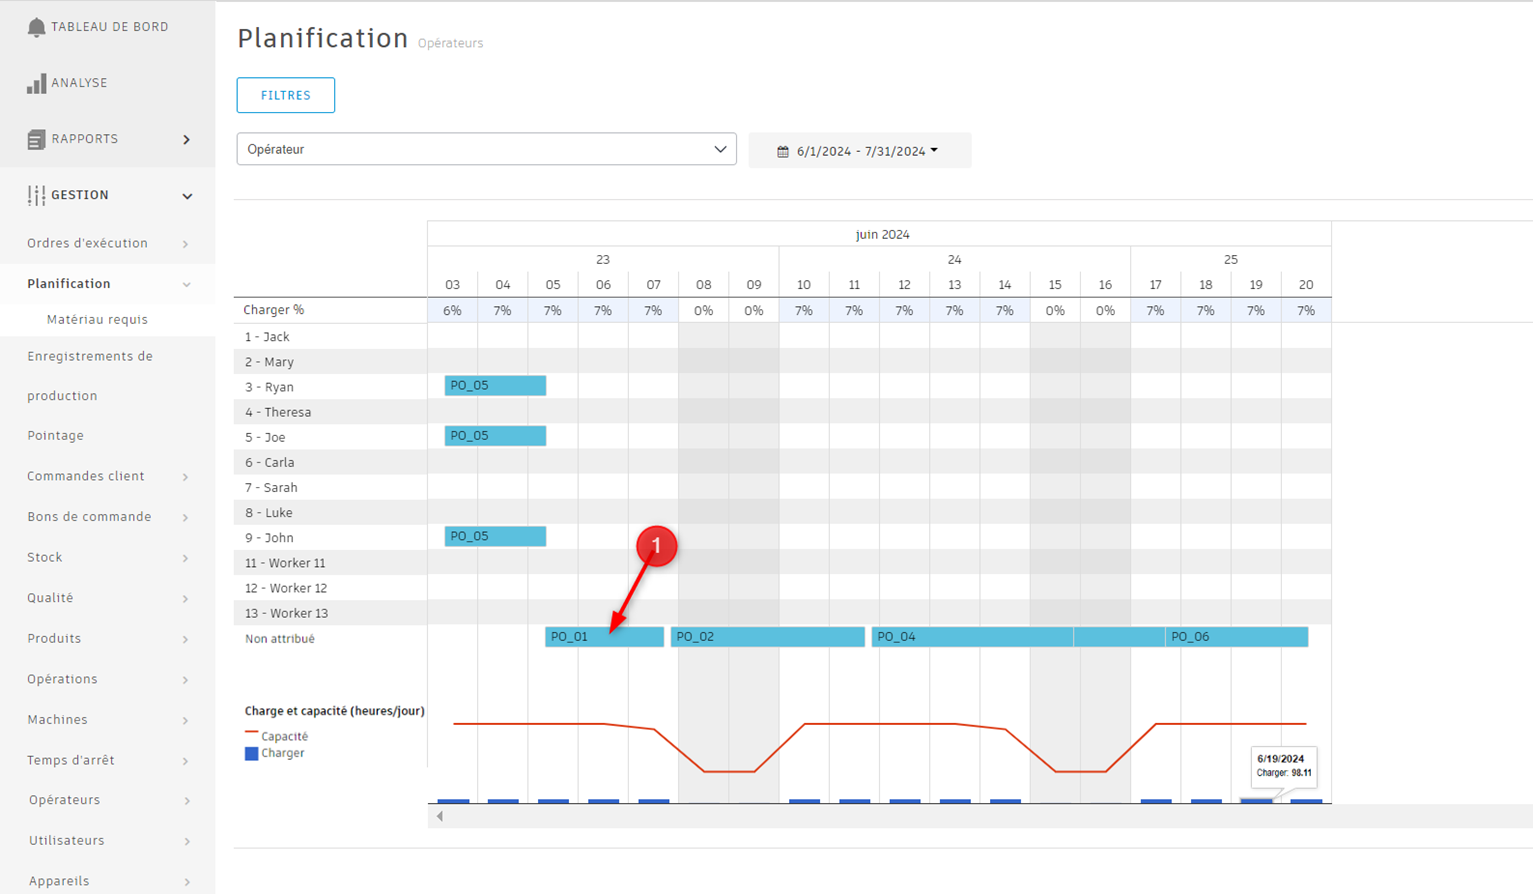 TABLEAU DE BORD
ANALYSE
RAPPORTS
GESTION
Ordres d'exécution
Planification
Matériau requis
Enregistrements de
production
Pointage
Commandes client
Bons de commande
Stock
Qualité
Produits
Opérations
Machines
Temps d'arrêt
Opérateurs
Utilisateurs
Appareils
Planification Opérateurs
FILTRES
Opérateur
6/1/2024 - 7/31/2024
juin 2024
23 24 25
03 04 05 06 07 08 09 10 11 12 13 14 15 16 17 18 19 20
Charger % 6% 7% 7% 7% 7% 0% 0% 7% 7% 7% 7% 7% 0% 0% 7% 7% 7% 7%
1 - Jack
2 - Mary
3 - Ryan PO_05
4 - Theresa
5 - Joe PO_05
6 - Carla
7 - Sarah
8 - Luke
9 - John PO_05
1
11 - Worker 11
12 - Worker 12
13 - Worker 13
Non attribué PO_01 PO_02 PO_04 PO_06
Charge et capacité (heures/jour)
Capacité
Charger
6/19/2024
Charger: 98.11